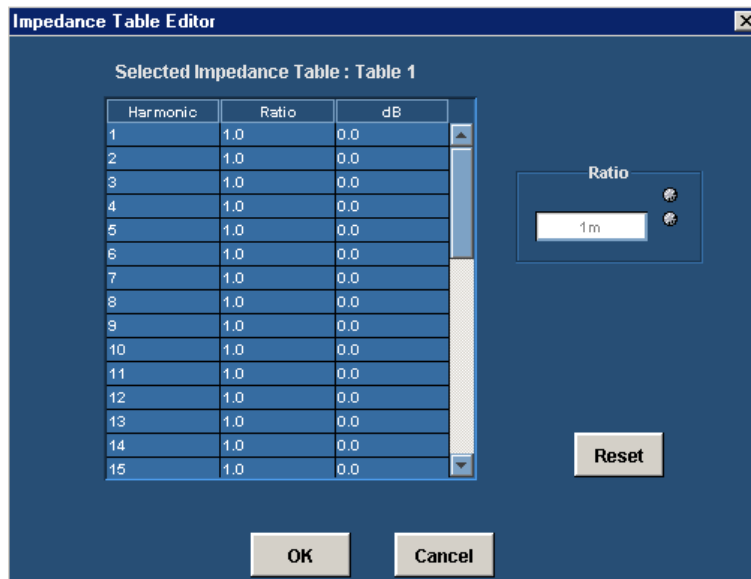 Impedance Table Editor
Selected Impedance Table : Table 1
Harmonic Ratio dB
1 1.0 0.0
2 1.0 0.0
3 1.0 0.0
4 1.0 0.0
5 1.0 0.0
6 1.0 0.0
7 1.0 0.0
8 1.0 0.0
9 1.0 0.0
10 1.0 0.0
11 1.0 0.0
12 1.0 0.0
13 1.0 0.0
14 1.0 0.0
15 1.0 0.0
Ratio
1m
Reset
OK Cancel